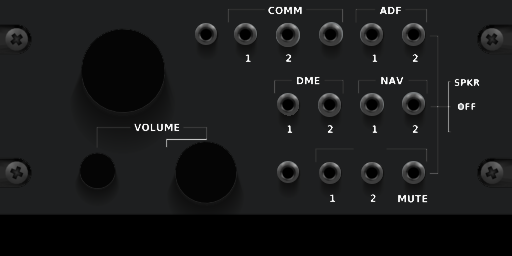 COMM ADF
1 2 1 2
DME NAV SPKR
OFF
1 2 1 2
VOLUME
1 2 MUTE